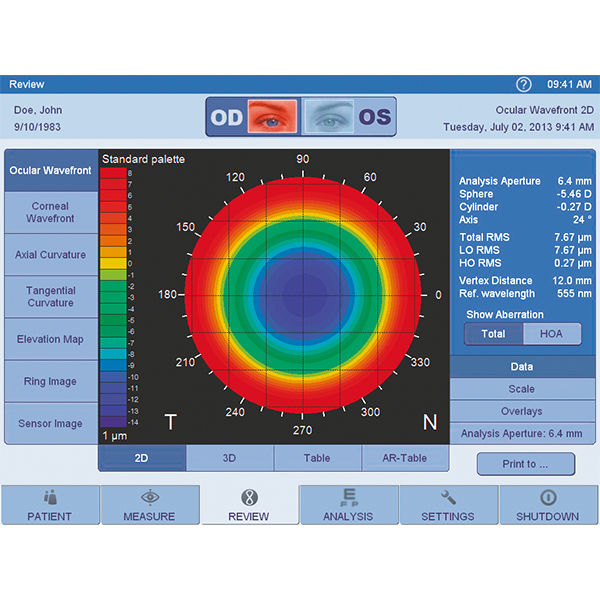 Review
? 09:41 AM
Doe, John
9/10/1983
OD
OS
Ocular Wavefront 2D
Tuesday, July 02, 2013 9:41 AM
Ocular Wavefront
Corneal
Wavefront
Axial Curvature
Tangential
Curvature
Elevation Map
Ring Image
Sensor Image
Standard palette
8
7
6
5
4
3
2
1
0
-1
-2
-3
-4
-5
-6
-7
-8
-9
-10
-11
-12
-13
-14
1 µm
90
120
60
150
30
180
0
210
330
240
300
270
T
N
Analysis Aperture 6.4 mm
Sphere -5.46 D
Cylinder -0.27 D
Axis 24 °
Total RMS 7.67 µm
LO RMS 7.67 µm
HO RMS 0.27 µm
Vertex Distance 12.0 mm
Ref. wavelength 555 nm
Show Aberration
Total HOA
Data
Scale
Overlays
Analysis Aperture: 6.4 mm
2D 3D Table AR-Table
Print to ...
E
F P
PATIENT MEASURE REVIEW ANALYSIS SETTINGS SHUTDOWN